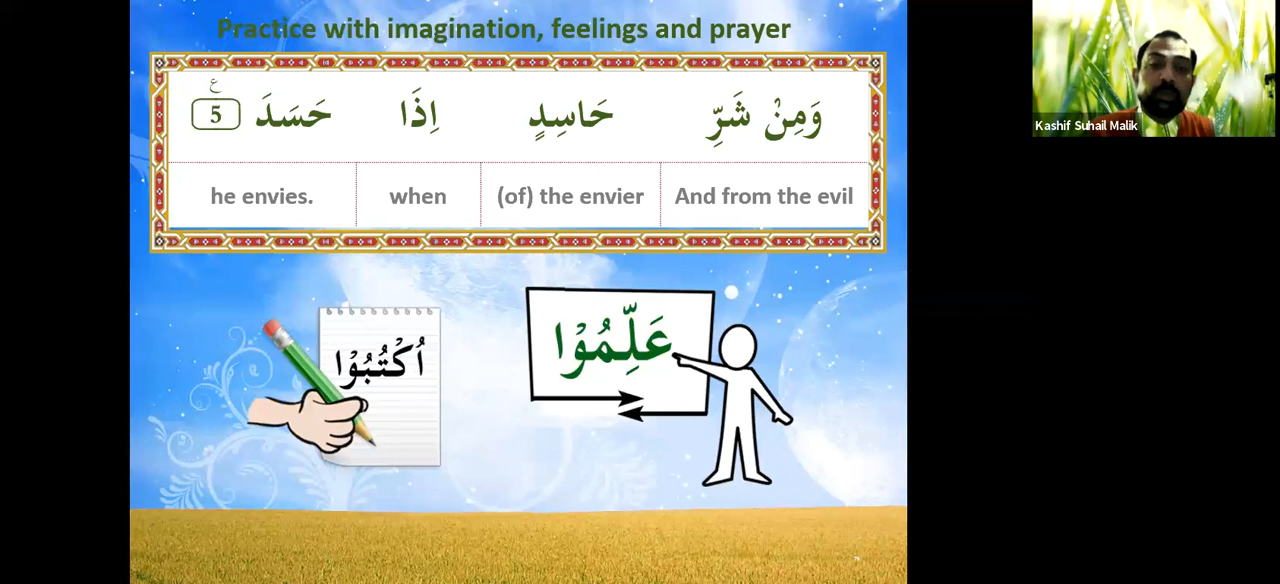 Practice with imagination, feelings and prayer
Kashif Suhail Malik
وَمِنْ شَرِّ حَاسِدٍ اِذَا حَسَدَ 5 ع
And from the evil
(of) the envier
when
he envies.
عَلِّمُوْا
اُكْتُبُوْا